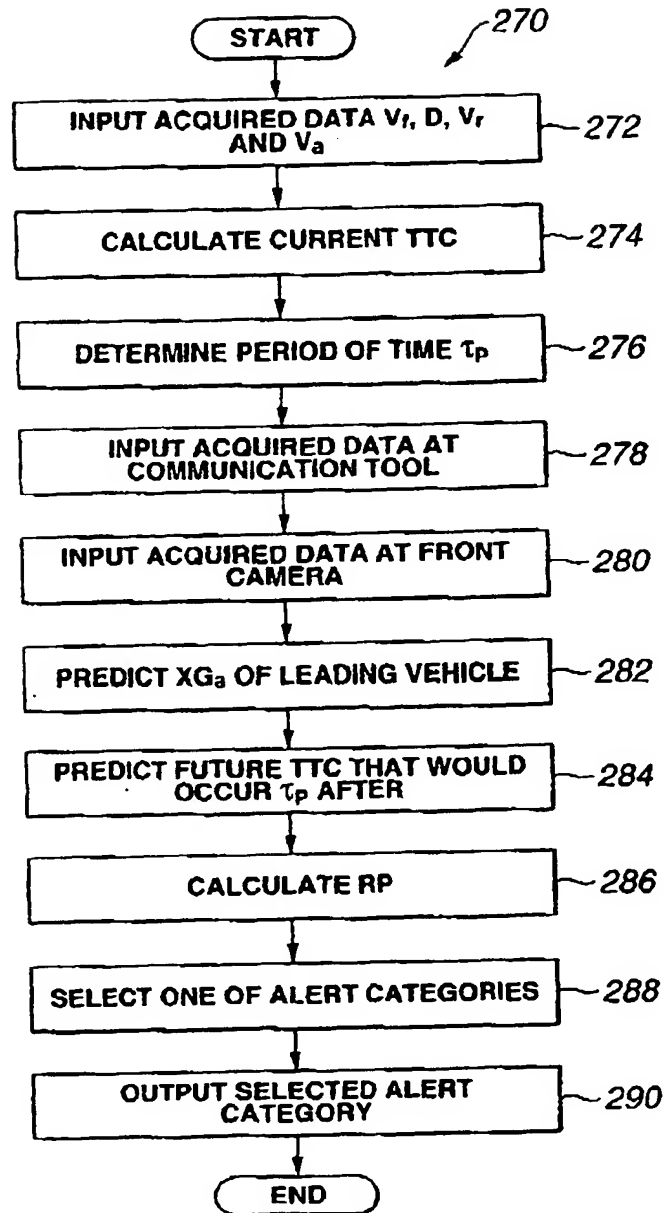 START
270
INPUT ACQUIRED DATA Vf, D, Vr
AND Va
272
CALCULATE CURRENT TTC
274
DETERMINE PERIOD OF TIME τp
276
INPUT ACQUIRED DATA AT
COMMUNICATION TOOL
278
INPUT ACQUIRED DATA AT FRONT
CAMERA
280
PREDICT XGa OF LEADING VEHICLE
282
PREDICT FUTURE TTC THAT WOULD
OCCUR τp AFTER
284
CALCULATE RP
286
SELECT ONE OF ALERT CATEGORIES
288
OUTPUT SELECTED ALERT
CATEGORY
290
END